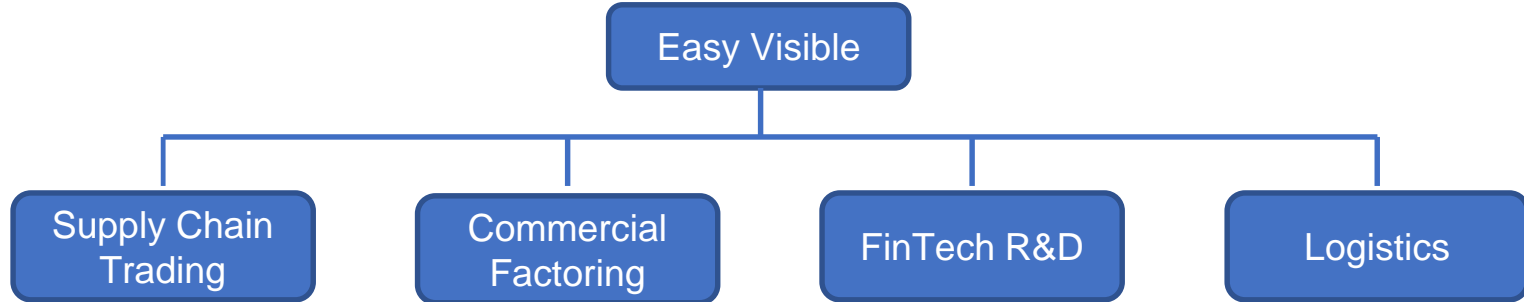 Easy Visible
Supply Chain
Trading
Commercial
Factoring
FinTech R&D
Logistics